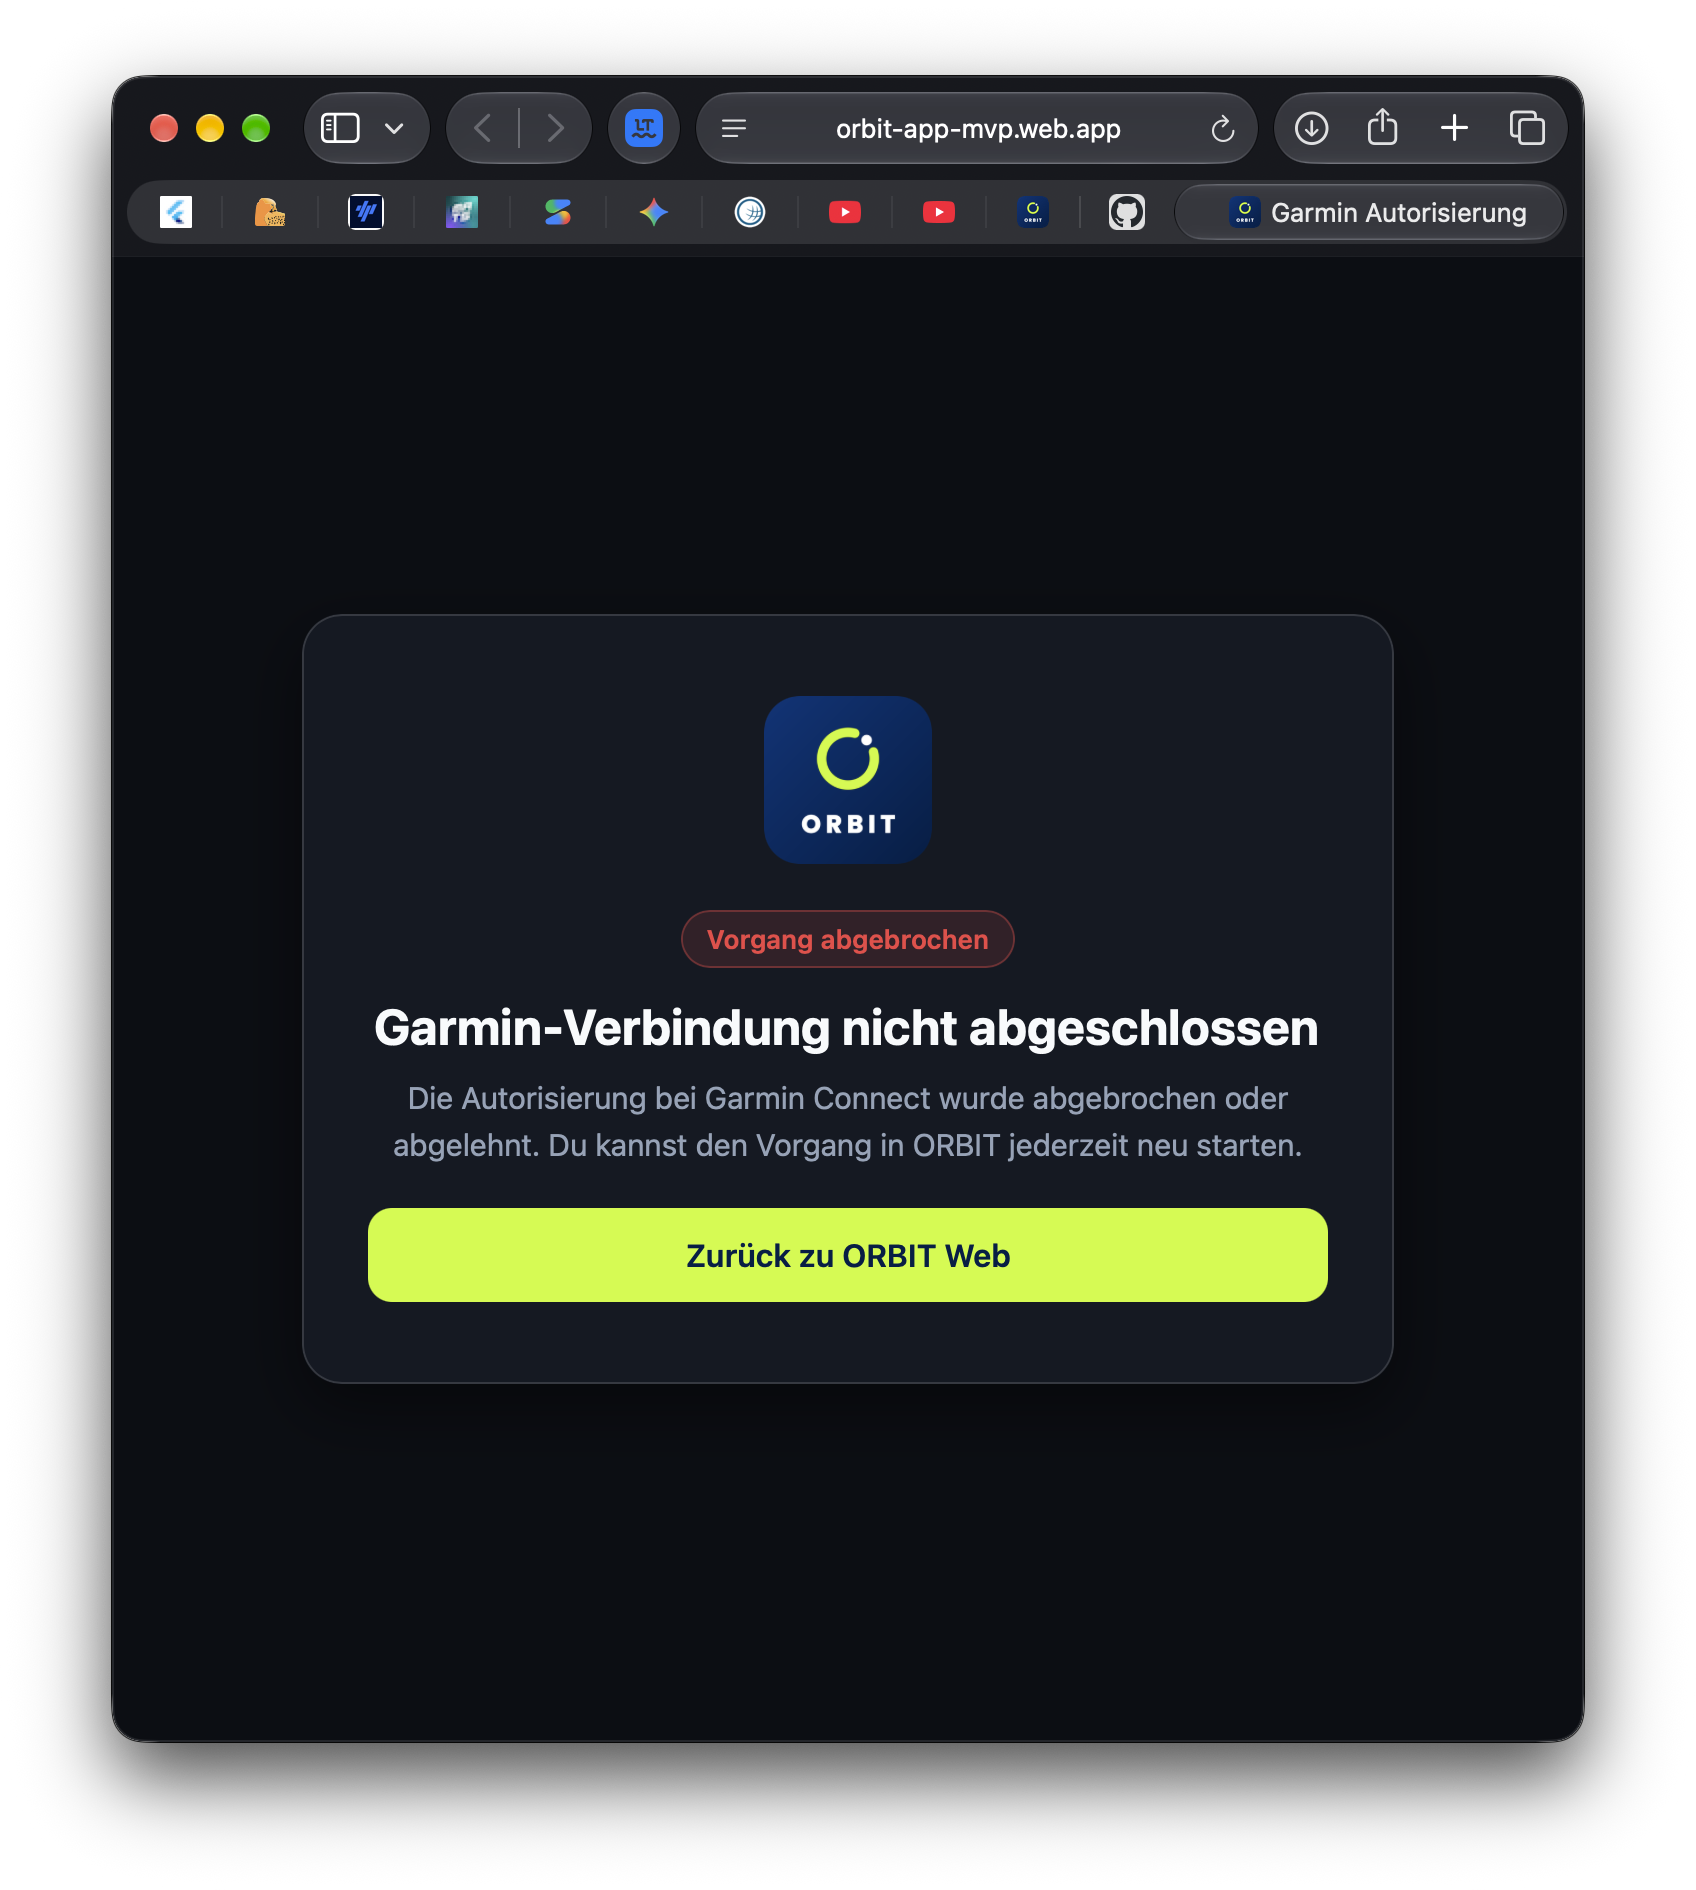 orbit-app-mvp.web.app
Garmin Autorisierung
ORBIT
Vorgang abgebrochen
Garmin-Verbindung nicht abgeschlossen
Die Autorisierung bei Garmin Connect wurde abgebrochen oder
abgelehnt. Du kannst den Vorgang in ORBIT jederzeit neu starten.
Zurück zu ORBIT Web